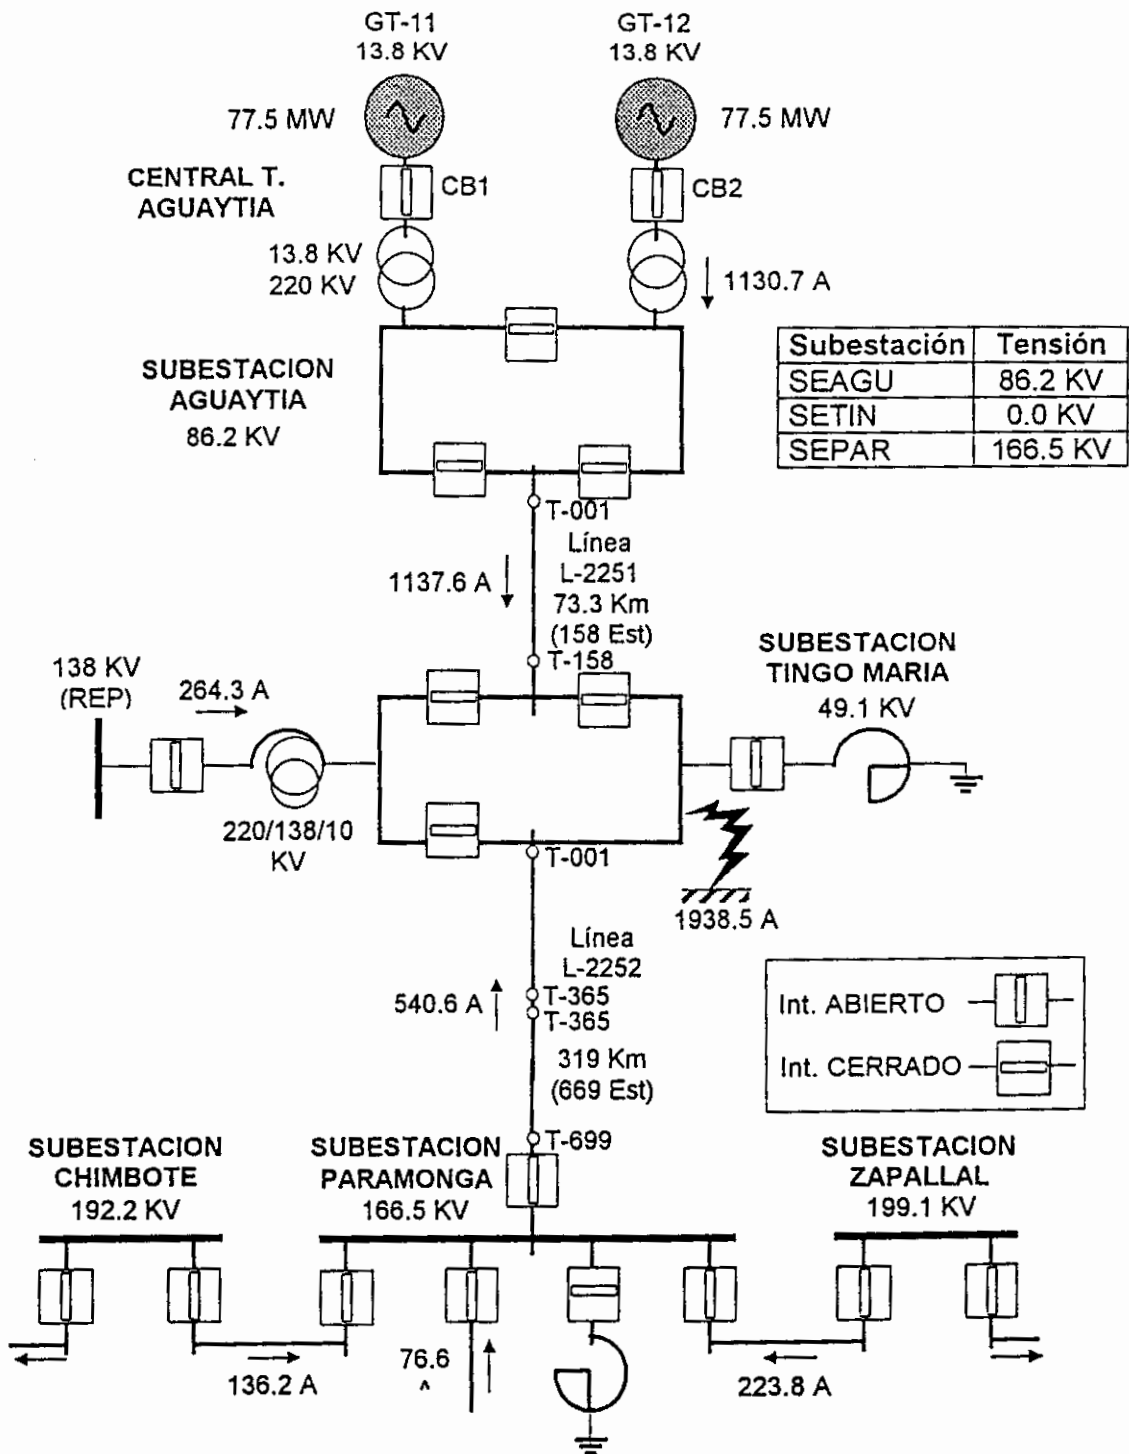 GT-11
13.8 KV
GT-12
13.8 KV
77.5 MW
77.5 MW
CENTRAL T.
AGUAYTIA
CB1
CB2
13.8 KV
220 KV
1130.7 A
SUBESTACION
AGUAYTIA
86.2 KV
Subestación Tensión
SEAGU 86.2 KV
SETIN 0.0 KV
SEPAR 166.5 KV
T-001
Línea
L-2251
73.3 Km
(158 Est)
1137.6 A
T-158
SUBESTACION
TINGO MARIA
49.1 KV
138 KV
(REP)
264.3 A
220/138/10
KV
T-001
1938.5 A
Línea
L-2252
T-365
T-365
540.6 A
319 Km
(669 Est)
Int. ABIERTO
Int. CERRADO
T-699
SUBESTACION
CHIMBOTE
192.2 KV
SUBESTACION
PARAMONGA
166.5 KV
SUBESTACION
ZAPALLAL
199.1 KV
136.2 A
76.6
^
223.8 A